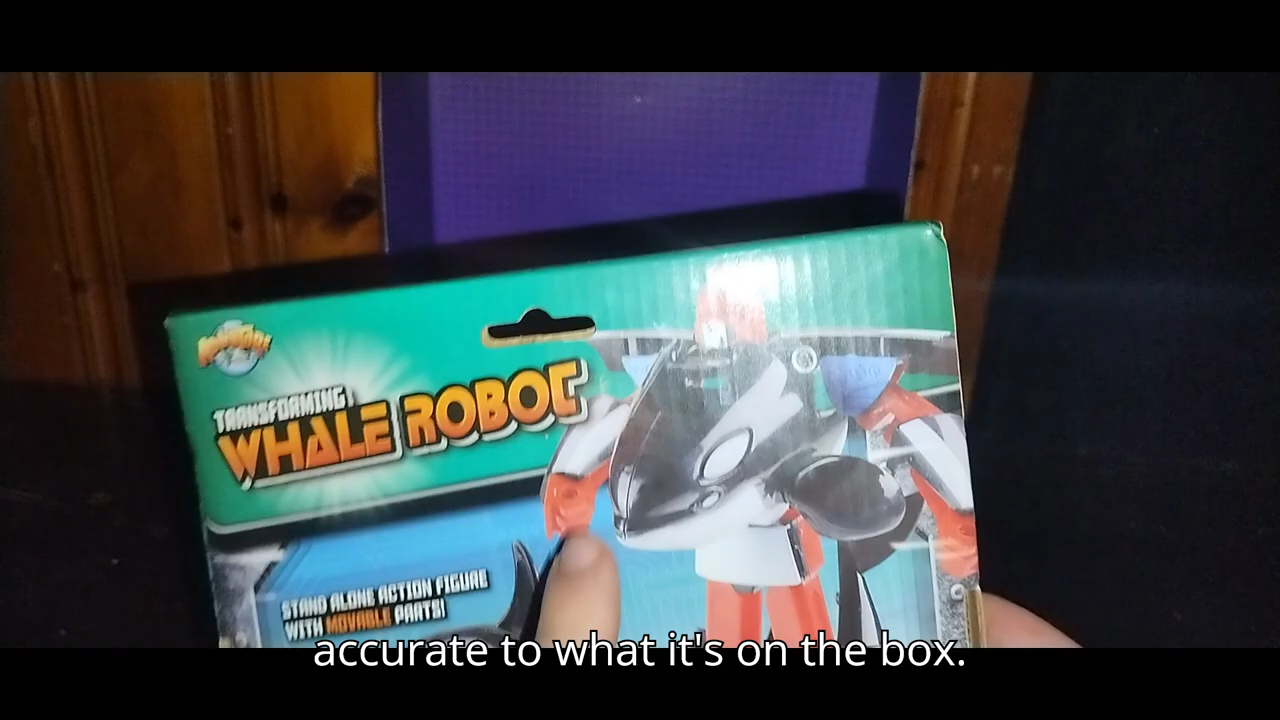 TRANSFORMING
WHALE ROBOT
STAND ALONE ACTION FIGURE
WITH MOVABLE PARTS!
accurate to what it's on the box.